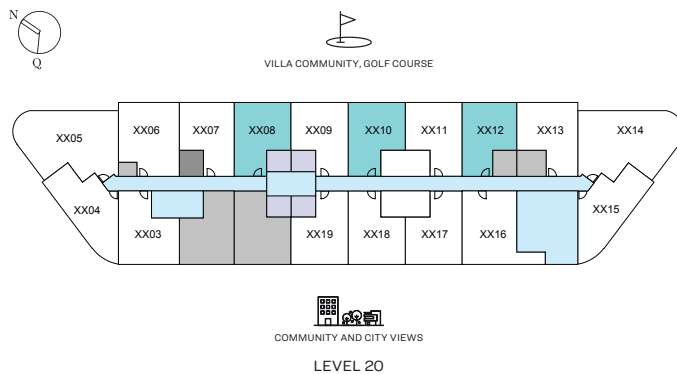 N
Q
VILLA COMMUNITY, GOLF COURSE
XX05
XX06
XX07
XX08
XX09
XX10
XX11
XX12
XX13
XX14
XX04
XX03
XX19
XX18
XX17
XX16
XX15
COMMUNITY AND CITY VIEWS
LEVEL 20